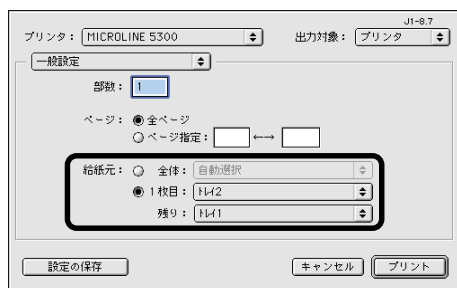 J1-8.7
プリンタ： MICROLINE 5300 出力対象： プリンタ
一般設定
部数： 1
ページ： 全ページ
ページ指定： ←→
給紙元： 全体： 自動選択
1枚目： トレイ2
残り： トレイ1
設定の保存 キャンセル プリント